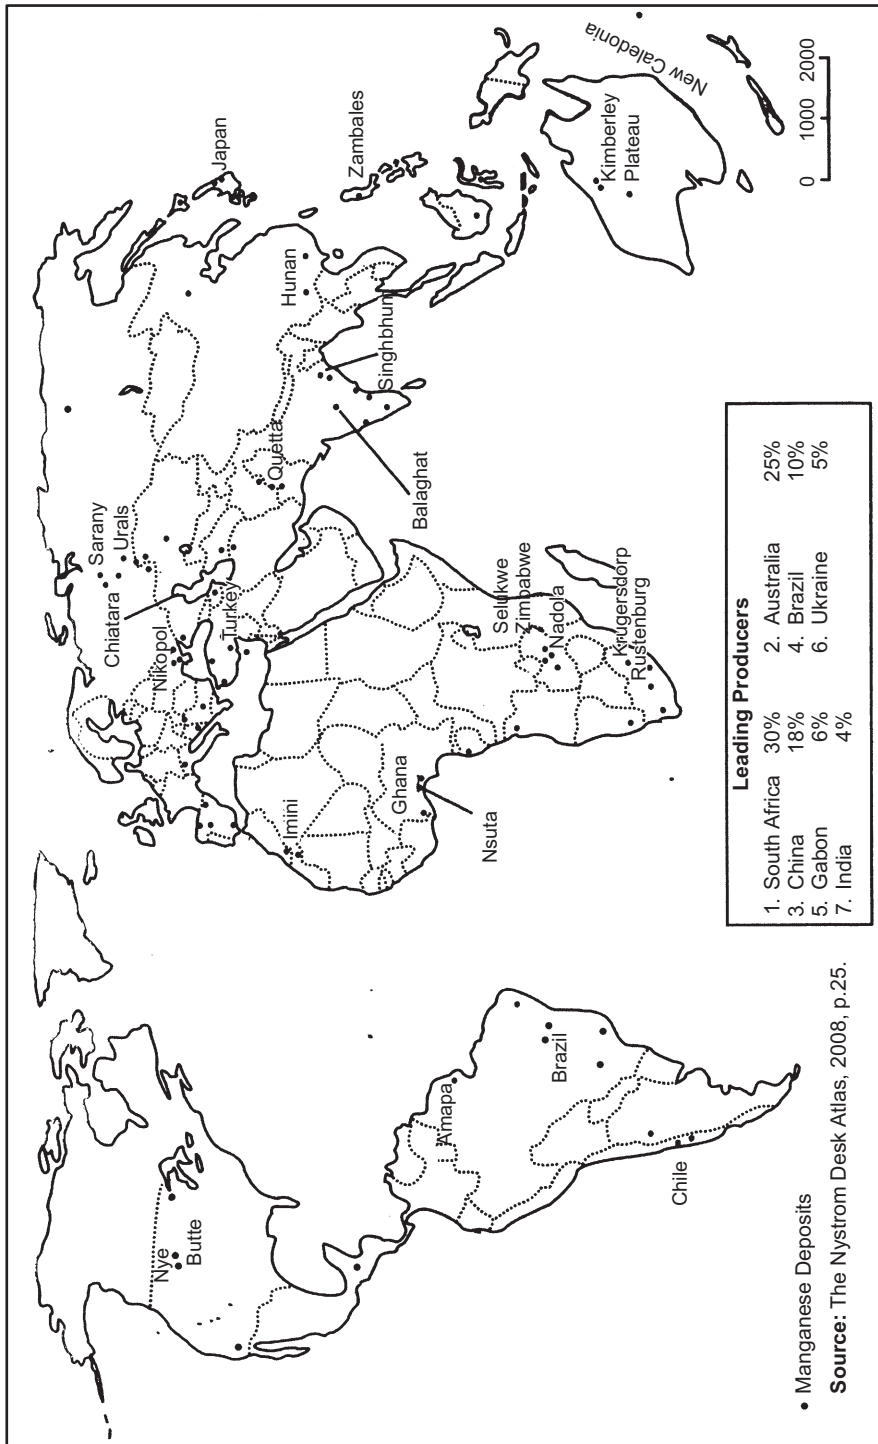 Nye
Butte
Amapa
Brazil
Chile
Sarany
Urals
Chiatara
Nikopol
Turkey
Imini
Ghana
Nsuta
Quetta
Hunan
Singhbhum
Balaghat
Japan
Zambales
Selukwe
Zimbabwe
Nadola
Krugersdorp
Rustenburg
Kimberley
Plateau
New Caledonia
0 1000 2000
Leading Producers
1. South Africa 30% 2. Australia 25%
3. China 18% 4. Brazil 10%
5. Gabon 6% 6. Ukraine 5%
7. India 4%
• Manganese Deposits
Source: The Nystrom Desk Atlas, 2008, p.25.